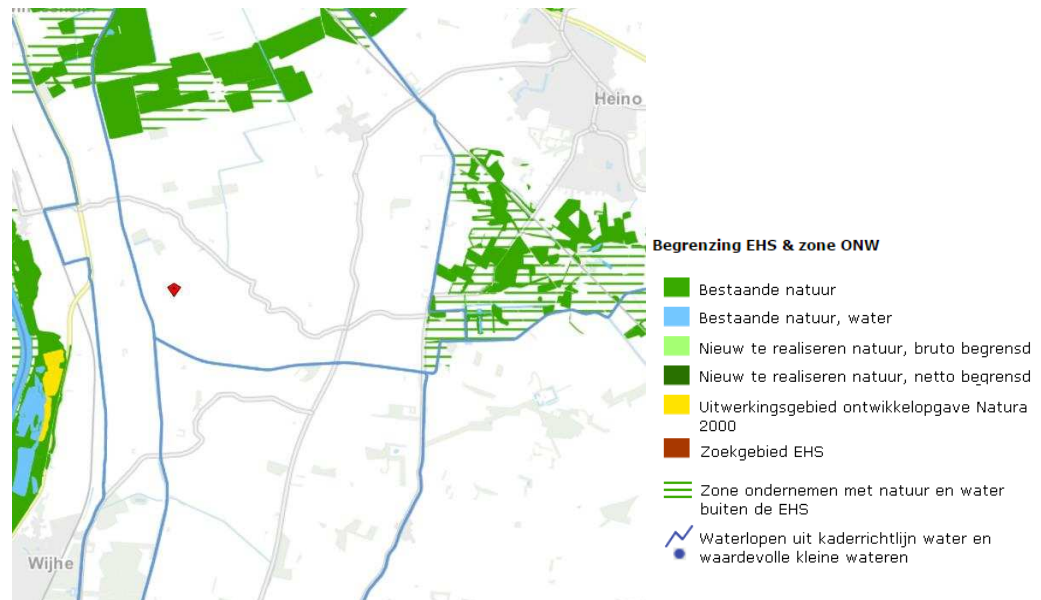 Heino
Wijhe
Begrenzing EHS & zone ONW
Bestaande natuur
Bestaande natuur, water
Nieuw te realiseren natuur, bruto begrensd
Nieuw te realiseren natuur, netto begrensd
Uitwerkingsgebied ontwikkelopgave Natura
2000
Zoekgebied EHS
Zone ondernemen met natuur en water
buiten de EHS
Waterlopen uit kaderrichtlijn water en
waardevolle kleine wateren